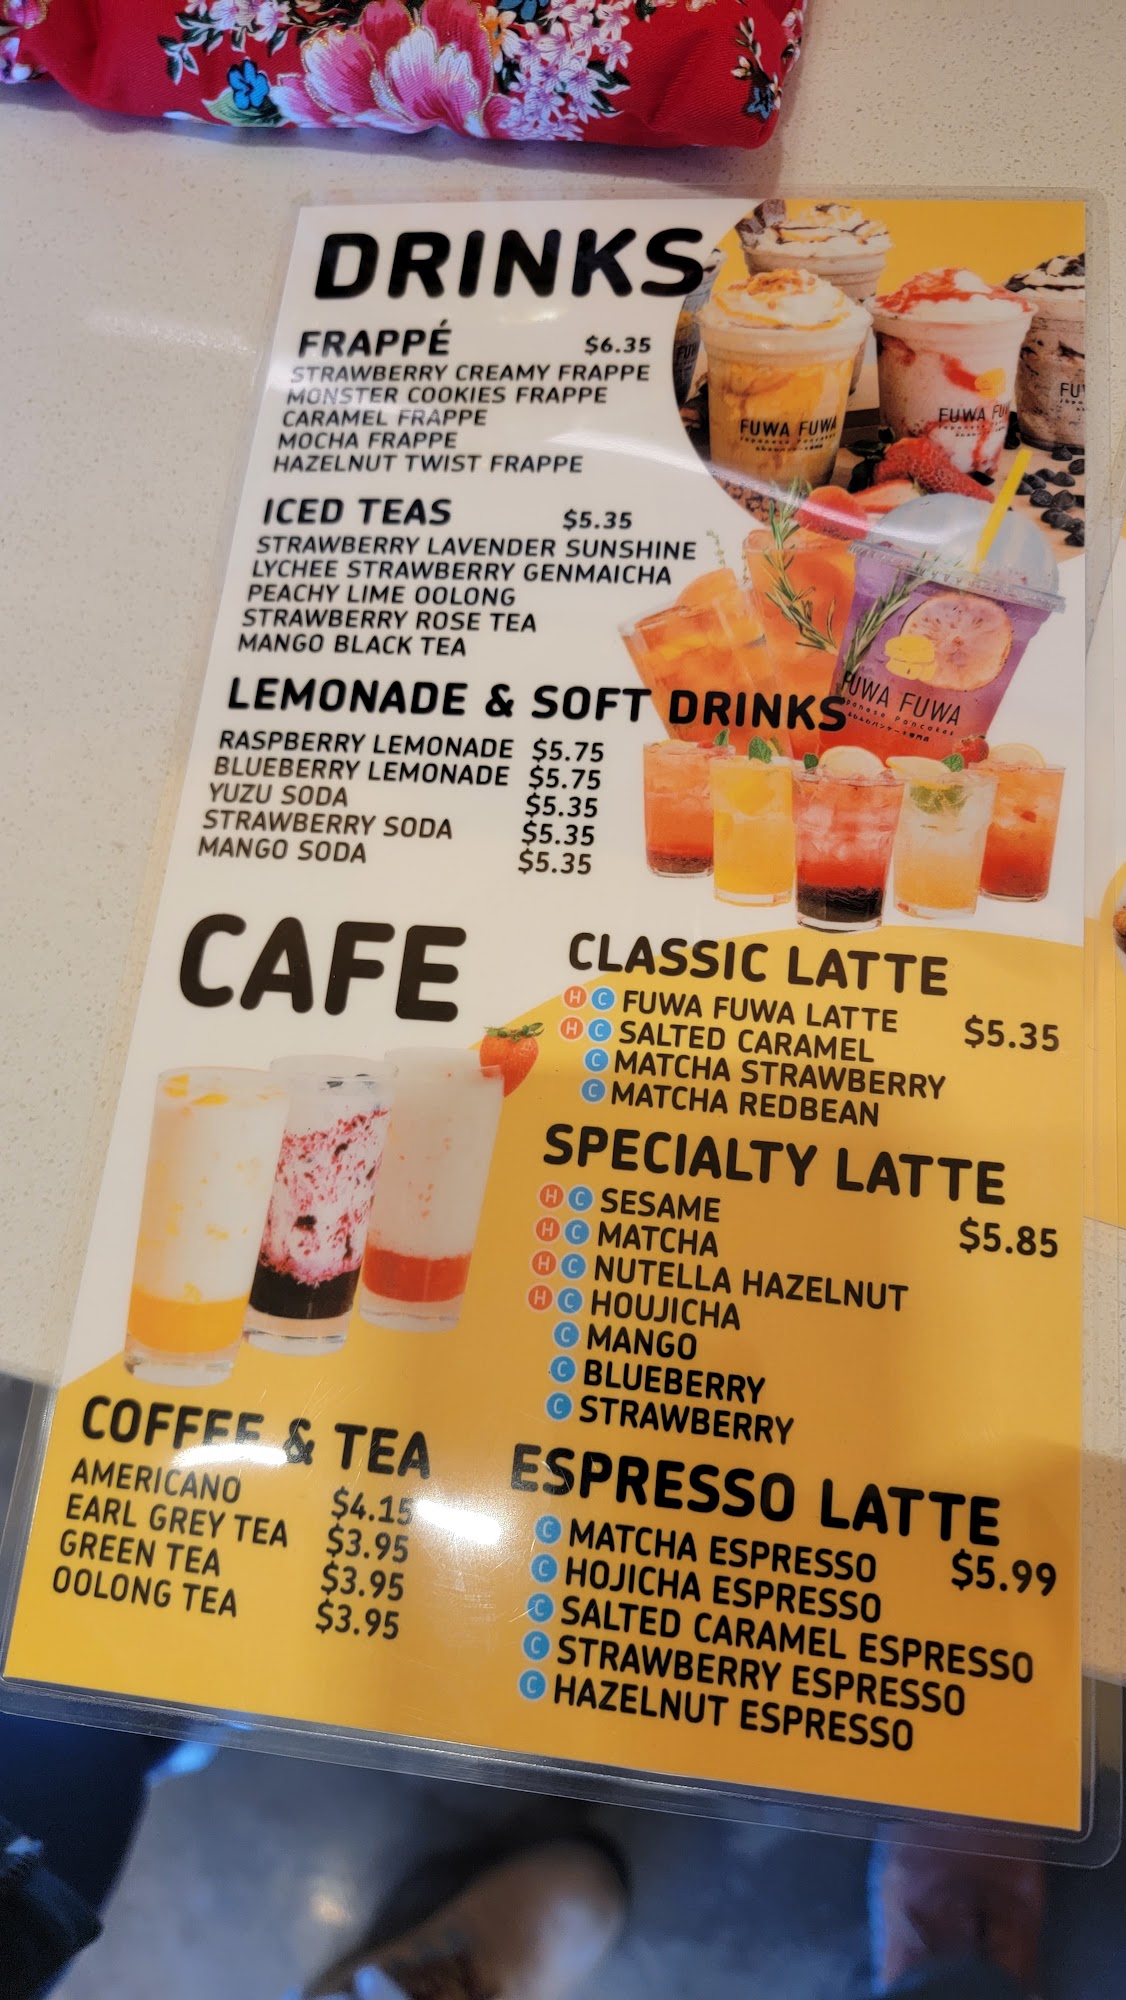 DRINKS
FRAPPÉ $6.35
STRAWBERRY CREAMY FRAPPE
MONSTER COOKIES FRAPPE
CARAMEL FRAPPE
MOCHA FRAPPE
HAZELNUT TWIST FRAPPE
ICED TEAS $5.35
STRAWBERRY LAVENDER SUNSHINE
LYCHEE STRAWBERRY GENMAICHA
PEACHY LIME OOLONG
STRAWBERRY ROSE TEA
MANGO BLACK TEA
LEMONADE & SOFT DRINKS
RASPBERRY LEMONADE $5.75
BLUEBERRY LEMONADE $5.75
YUZU SODA $5.35
STRAWBERRY SODA $5.35
MANGO SODA $5.35
FUWA FUWA
FUWA FU
FU
FUWA FUWA
Japanese Pancakes
CAFE
CLASSIC LATTE
H C FUWA FUWA LATTE $5.35
H C SALTED CARAMEL
C MATCHA STRAWBERRY
C MATCHA REDBEAN
SPECIALTY LATTE
H C SESAME $5.85
H C MATCHA
H C NUTELLA HAZELNUT
H C HOUJICHA
C MANGO
C BLUEBERRY
C STRAWBERRY
COFFEE & TEA
AMERICANO $4.15
EARL GREY TEA $3.95
GREEN TEA $3.95
OOLONG TEA $3.95
ESPRESSO LATTE
C MATCHA ESPRESSO $5.99
C HOJICHA ESPRESSO
C SALTED CARAMEL ESPRESSO
C STRAWBERRY ESPRESSO
C HAZELNUT ESPRESSO